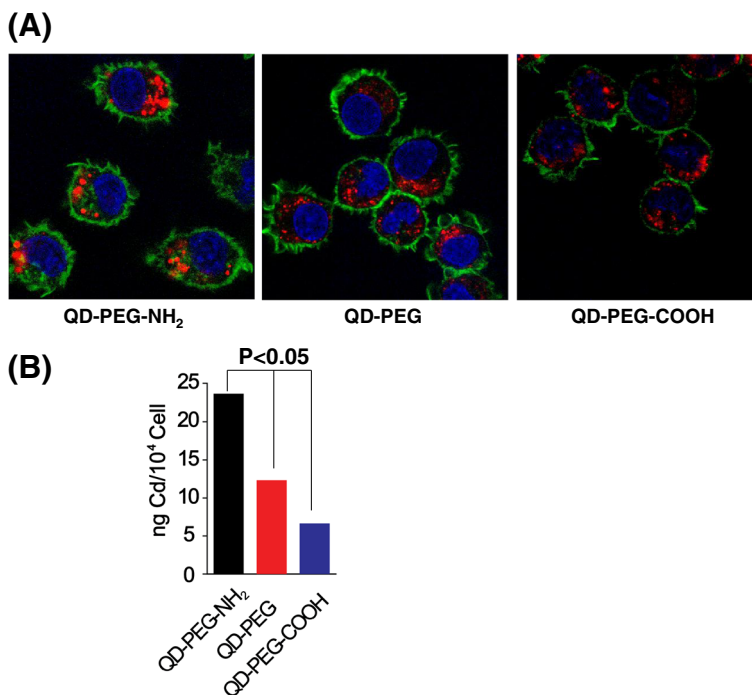 (A)
QD-PEG-NH₂ QD-PEG QD-PEG-COOH
(B)
P<0.05
25
20
15
10
5
0
ng Cd/10⁴ Cell
QD-PEG-NH₂
QD-PEG
QD-PEG-COOH